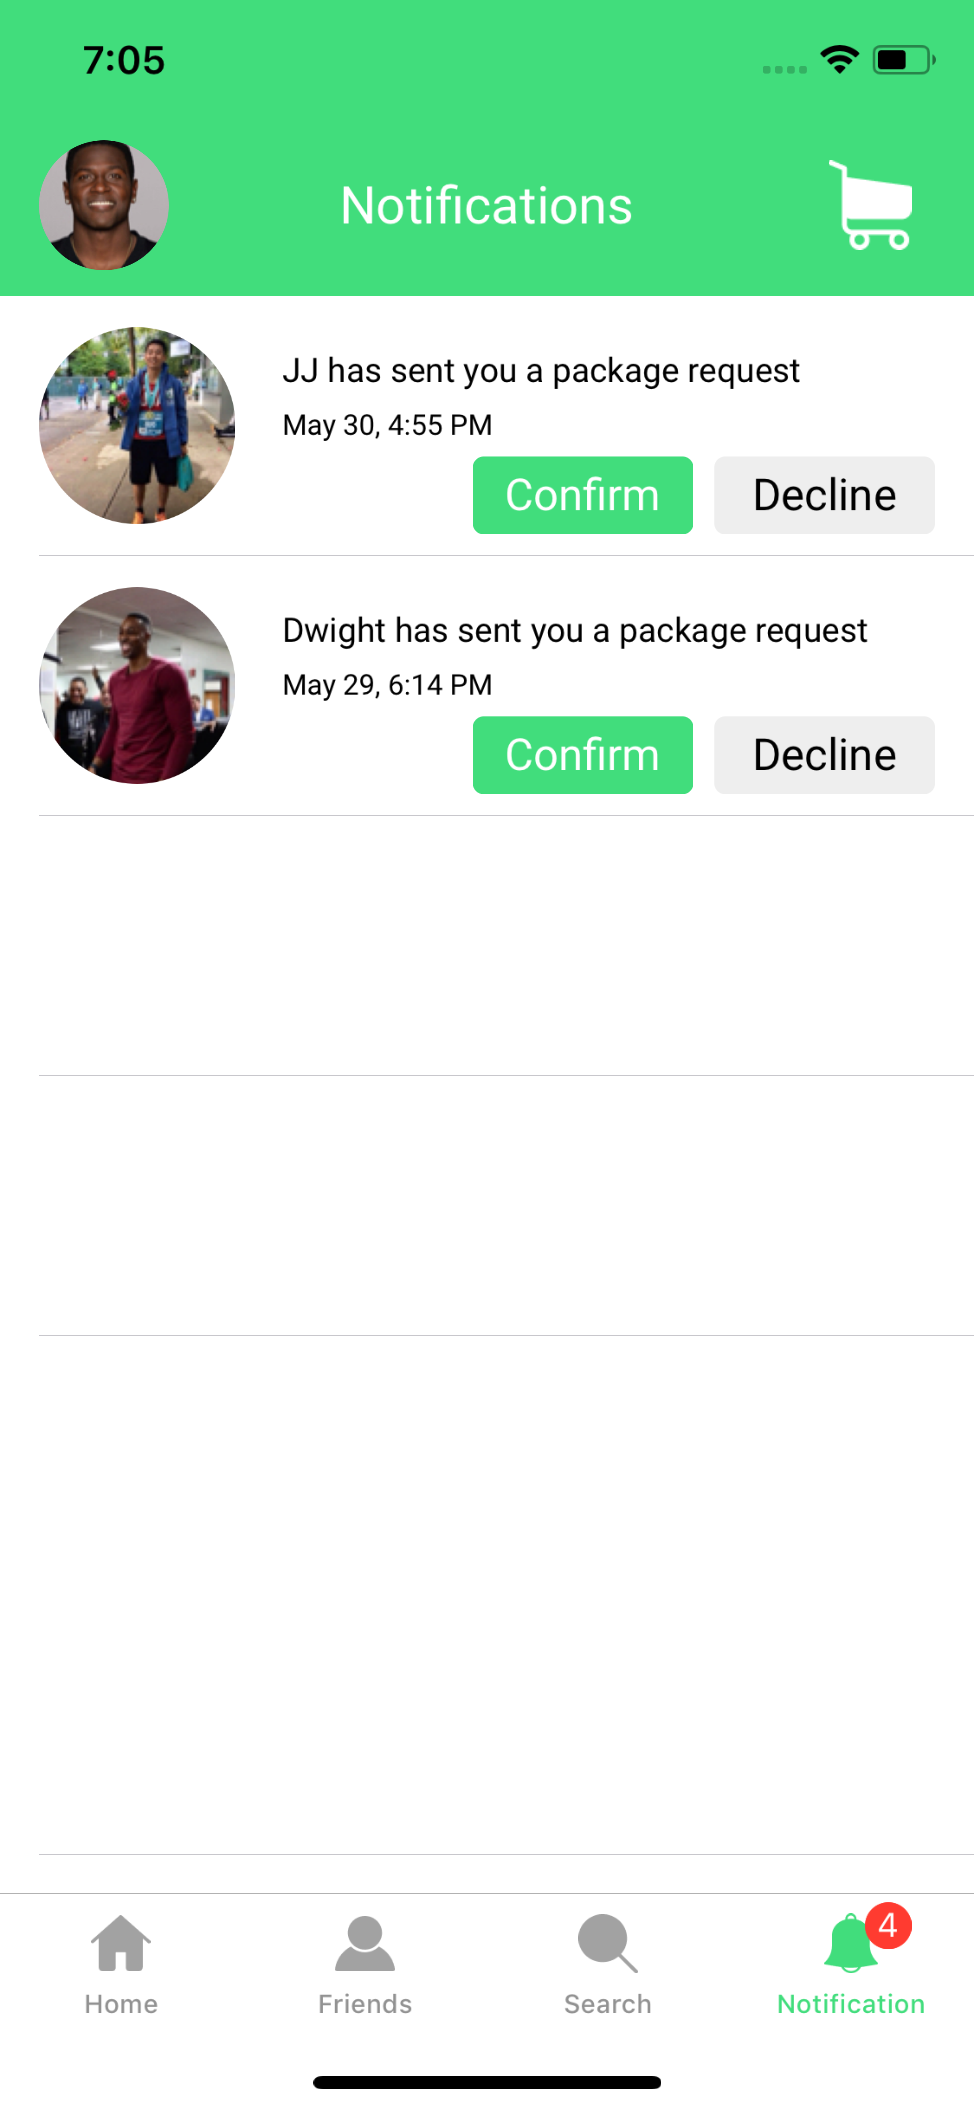 7:05
Notifications
JJ has sent you a package request
May 30, 4:55 PM
Confirm Decline
Dwight has sent you a package request
May 29, 6:14 PM
Confirm Decline
4
Home Friends Search Notification